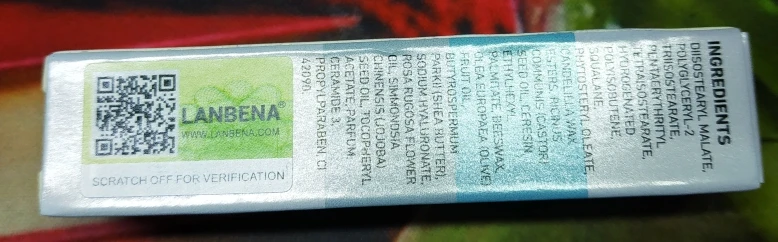 LANBENA®
WWW.LANBENA.COM
SCRATCH OFF FOR VERIFICATION
INGREDIENTS
DIISOSTEARYL MALATE,
POLYGLYCERYL-2
TRIISOSTEARATE,
PENTAERYTHRITYL
TETRAISOSTEARATE,
HYDROGENATED
POLYISOBUTENE,
SQUALANE,
PHYTOSTERYL OLEATE,
CANDELILLA WAX
ESTERS, RICINUS
COMMUNIS (CASTOR)
SEED OIL, CERESIN,
ETHYLHEXYL
PALMITATE, BEESWAX,
OLEA EUROPAEA (OLIVE)
FRUIT OIL,
BUTYROSPERMUM
PARKII (SHEA BUTTER),
SODIUM HYALURONATE,
ROSA RUGOSA FLOWER
OIL, SIMMONDSIA
CHINENSIS (JOJOBA)
SEED OIL, TOCOPHERYL
ACETATE, PARFUM,
CERAMIDE 3,
PROPYLPARABEN, CI
42090.